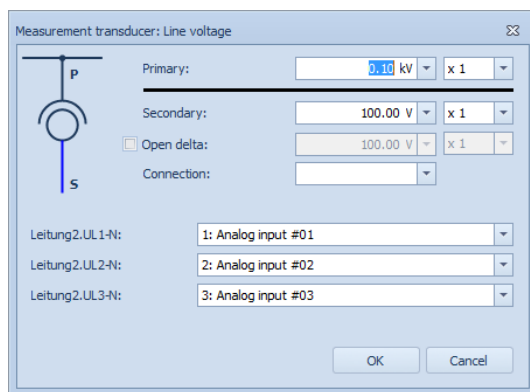 Measurement transducer: Line voltage
P
Primary: 0.10 kV x 1
Secondary: 100.00 V x 1
Open delta: 100.00 V x 1
S
Connection:
Leitung2.UL1-N: 1: Analog input #01
Leitung2.UL2-N: 2: Analog input #02
Leitung2.UL3-N: 3: Analog input #03
OK Cancel